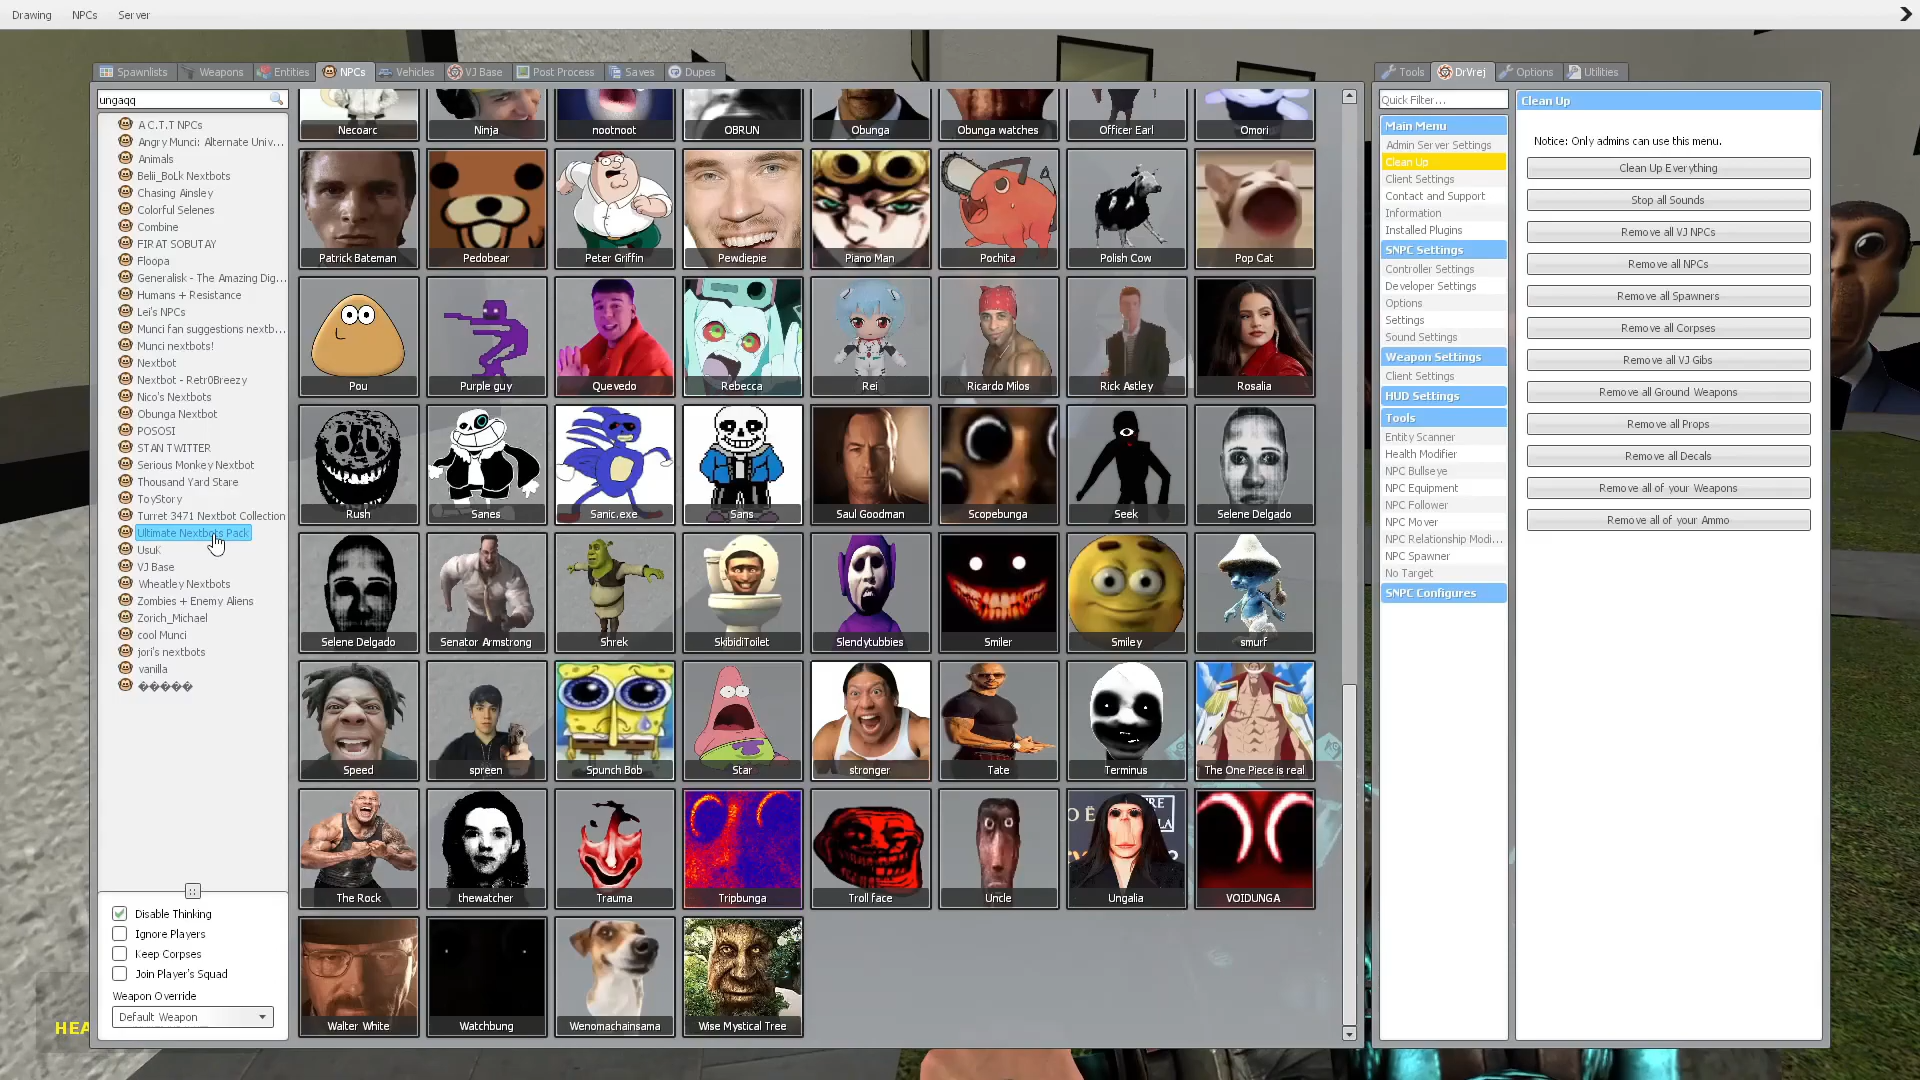 Drawing NPCs Server
Spawnlists Weapons Entities NPCs Vehicles VJ Base Post Process Saves Dupes
Tools DrVrej Options Utilities
ungaqq
A.C.T.T NPCs
Angry Munci: Alternate Univ...
Animals
Belii_BoLk Nextbots
Chasing Ainsley
Colorful Selenes
Combine
FIRAT SOBUTAY
Floopa
Generalisk - The Amazing Dig...
Humans + Resistance
Lei's NPCs
Munci fan suggestions nextb...
Munci nextbots!
Nextbot
Nextbot - Retr0Breezy
Nico's Nextbots
Obunga Nextbot
POSOSI
STAN TWITTER
Serious Monkey Nextbot
Thousand Yard Stare
ToyStory
Turret 3471 Nextbot Collection
Ultimate Nextbots Pack
UsuK
VJ Base
Wheatley Nextbots
Zombies + Enemy Aliens
Zorich_Michael
cool Munci
jori's nextbots
vanilla
�����
Disable Thinking
Ignore Players
Keep Corpses
Join Player's Squad
Weapon Override
Default Weapon
HEA
Necoarc Ninja nootnoot OBRUN Obunga Obunga watches Officer Earl Omori
Patrick Bateman Pedobear Peter Griffin Pewdiepie Piano Man Pochita Polish Cow Pop Cat
Pou Purple guy Quevedo Rebecca Rei Ricardo Milos Rick Astley Rosalia
Rush Sanes Sanic.exe Sans Saul Goodman Scopebunga Seek Selene Delgado
Selene Delgado Senator Armstrong Shrek SkibidiToilet Slendytubbies Smiler Smiley smurf
Speed spreen Spunch Bob Star stronger Tate Terminus The One Piece is real
The Rock thewatcher Trauma Tripbunga Troll face Uncle Ungalia VOIDUNGA
Walter White Watchbung Wenomachainsama Wise Mystical Tree
Quick Filter...
Main Menu
Admin Server Settings
Clean Up
Client Settings
Contact and Support
Information
Installed Plugins
SNPC Settings
Controller Settings
Developer Settings
Options
Settings
Sound Settings
Weapon Settings
Client Settings
HUD Settings
Tools
Entity Scanner
Health Modifier
NPC Bullseye
NPC Equipment
NPC Follower
NPC Mover
NPC Relationship Modi...
NPC Spawner
No Target
SNPC Configures
Clean Up
Notice: Only admins can use this menu.
Clean Up Everything
Stop all Sounds
Remove all VJ NPCs
Remove all NPCs
Remove all Spawners
Remove all Corpses
Remove all VJ Gibs
Remove all Ground Weapons
Remove all Props
Remove all Decals
Remove all of your Weapons
Remove all of your Ammo